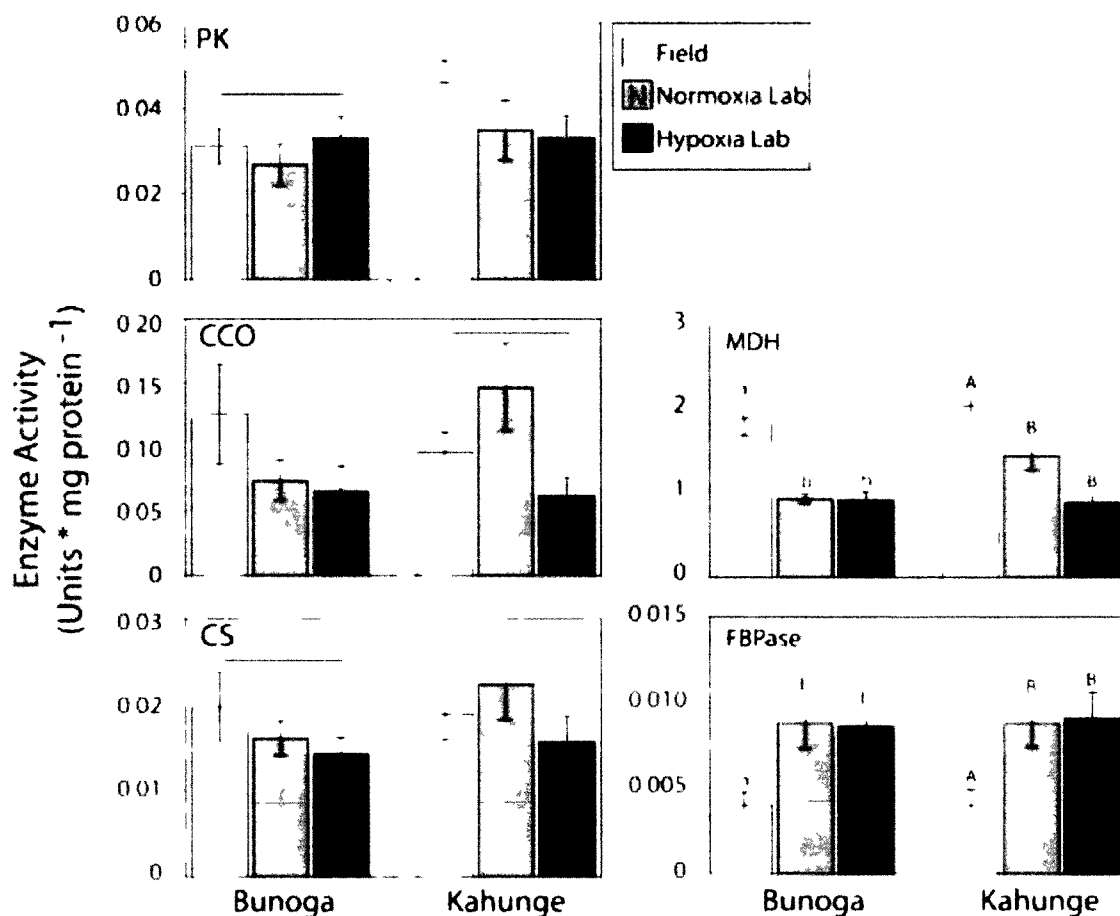 0 06
PK
0 04
0 02
0
Field
Normoxia Lab
Hypoxia Lab
Enzyme Activity
(Units * mg protein -1)
0 20
CCO
0 15
0 10
0 05
0
3
MDH
2
1
0
A
B
B
0 03
CS
0 02
0 01
0
0 015
FBPase
0 010
0 005
0
A
B
B
Bunoga
Kahunge
Bunoga
Kahunge